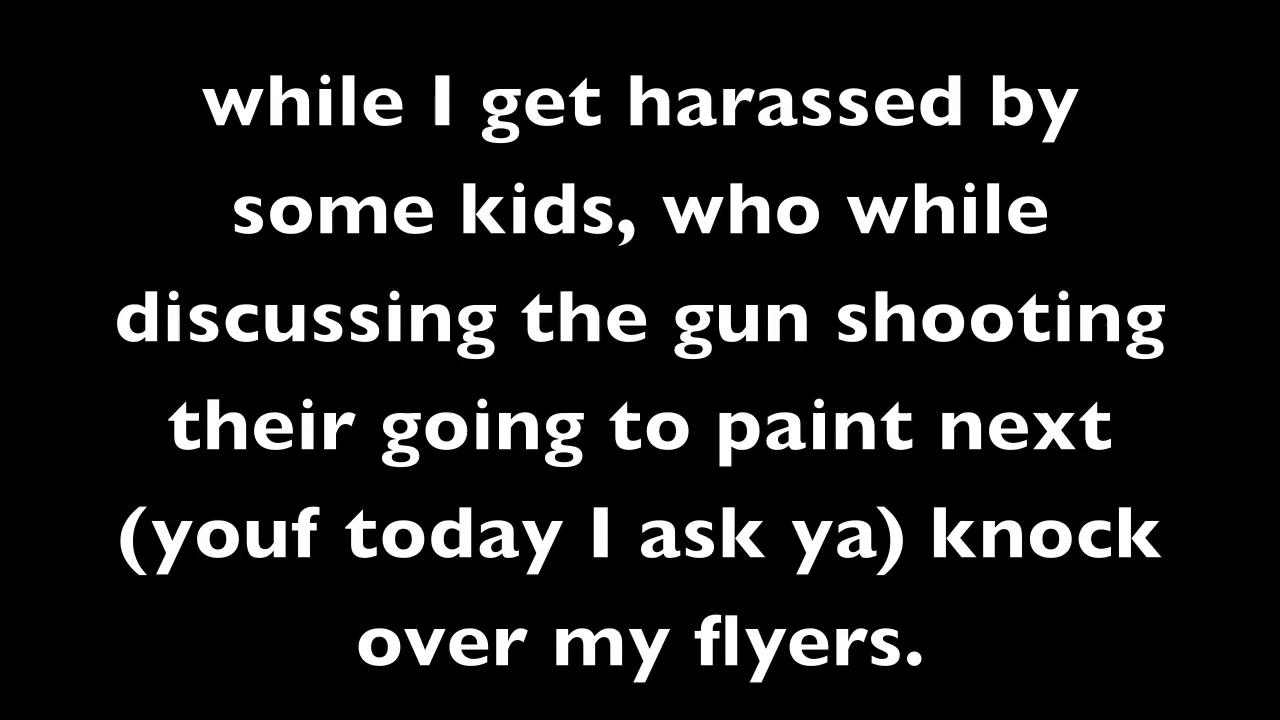 while I get harassed by
some kids, who while
discussing the gun shooting
their going to paint next
(youf today I ask ya) knock
over my flyers.